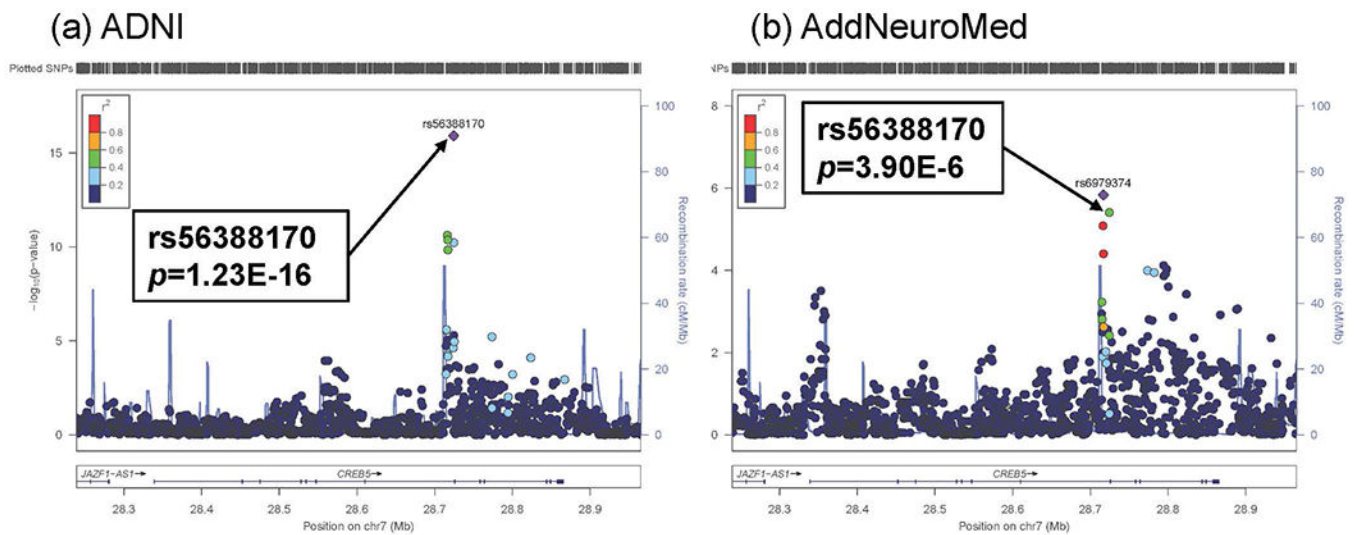 (a) ADNI
Plotted SNPs
r²
0.8
0.6
0.4
0.2
rs56388170
rs56388170
p=1.23E-16
15
10
5
0
−log₁₀(p−value)
100
80
60
40
20
0
Recombination rate (cM/Mb)
JAZF1−AS1→
CREB5→
28.3 28.4 28.5 28.6 28.7 28.8 28.9
Position on chr7 (Mb)
(b) AddNeuroMed
NPs
r²
0.8
0.6
0.4
0.2
rs56388170
p=3.90E-6
rs6979374
8
6
4
2
0
100
80
60
40
20
0
Recombination rate (cM/Mb)
JAZF1−AS1→
CREB5→
28.3 28.4 28.5 28.6 28.7 28.8 28.9
Position on chr7 (Mb)